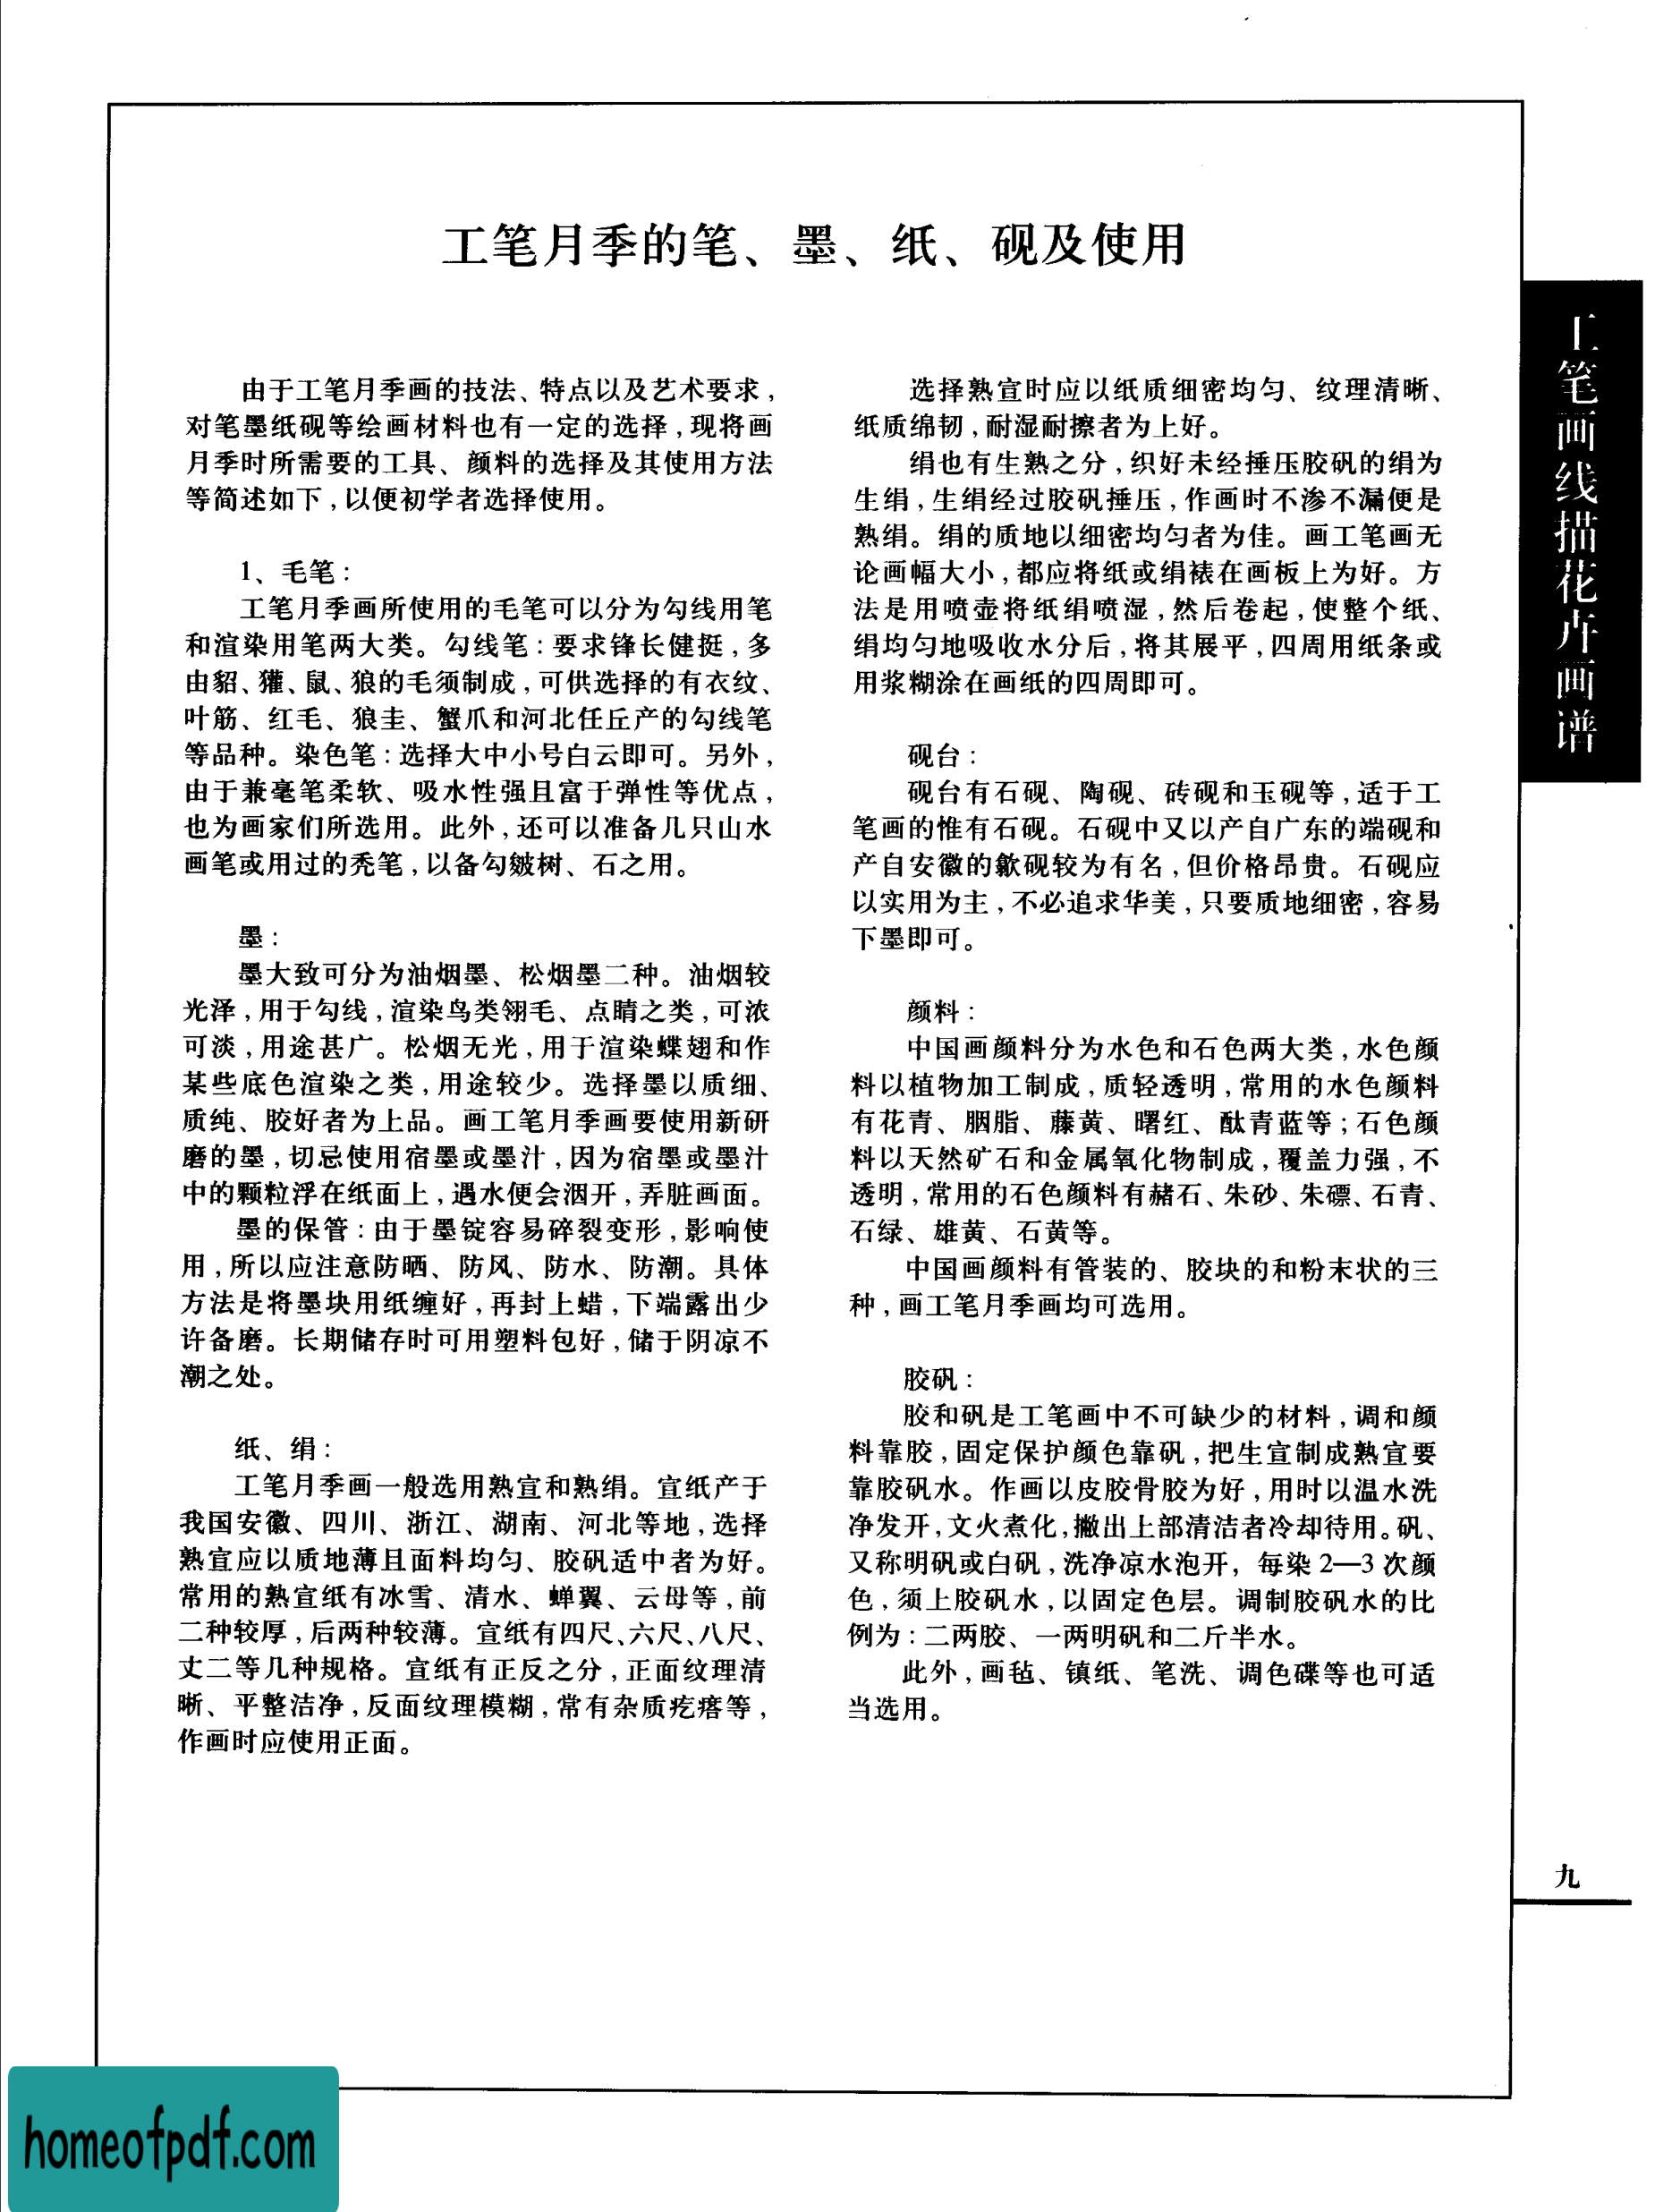 工笔月季的笔、墨、纸、砚及使用
由于工笔月季画的技法、特点以及艺术要求，
对笔墨纸砚等绘画材料也有一定的选择，现将画
月季时所需要的工具、颜料的选择及其使用方法
等简述如下，以便初学者选择使用。
1、毛笔：
工笔月季画所使用的毛笔可以分为勾线用笔
和渲染用笔两大类。勾线笔：要求锋长健挺，多
由貂、獾、鼠、狼的毛须制成，可供选择的有衣纹、
叶筋、红毛、狼圭、蟹爪和河北任丘产的勾线笔
等品种。染色笔：选择大中小号白云即可。另外，
由于兼毫笔柔软、吸水性强且富于弹性等优点，
也为画家们所选用。此外，还可以准备几只山水
画笔或用过的秃笔，以备勾皴树、石之用。
墨：
墨大致可分为油烟墨、松烟墨二种。油烟较
光泽，用于勾线，渲染鸟类翎毛、点睛之类，可浓
可淡，用途甚广。松烟无光，用于渲染蝶翅和作
某些底色渲染之类，用途较少。选择墨以质细、
质纯、胶好者为上品。画工笔月季画要使用新研
磨的墨，切忌使用宿墨或墨汁，因为宿墨或墨汁
中的颗粒浮在纸面上，遇水便会洇开，弄脏画面。
墨的保管：由于墨锭容易碎裂变形，影响使
用，所以应注意防晒、防风、防水、防潮。具体
方法是将墨块用纸缠好，再封上蜡，下端露出少
许备磨。长期储存时可用塑料包好，储于阴凉不
潮之处。
纸、绢：
工笔月季画一般选用熟宣和熟绢。宣纸产于
我国安徽、四川、浙江、湖南、河北等地，选择
熟宣应以质地薄且面料均匀、胶矾适中者为好。
常用的熟宣纸有冰雪、清水、蝉翼、云母等，前
二种较厚，后两种较薄。宣纸有四尺、六尺、八尺、
丈二等几种规格。宣纸有正反之分，正面纹理清
晰、平整洁净，反面纹理模糊，常有杂质疙瘩等，
作画时应使用正面。
选择熟宣时应以纸质细密均匀、纹理清晰、
纸质绵韧，耐湿耐擦者为上好。
绢也有生熟之分，织好未经捶压胶矾的绢为
生绢，生绢经过胶矾捶压，作画时不渗不漏便是
熟绢。绢的质地以细密均匀者为佳。画工笔画无
论画幅大小，都应将纸或绢裱在画板上为好。方
法是用喷壶将纸绢喷湿，然后卷起，使整个纸、
绢均匀地吸收水分后，将其展平，四周用纸条或
用浆糊涂在画纸的四周即可。
砚台：
砚台有石砚、陶砚、砖砚和玉砚等，适于工
笔画的惟有石砚。石砚中又以产自广东的端砚和
产自安徽的歙砚较为有名，但价格昂贵。石砚应
以实用为主，不必追求华美，只要质地细密，容易
下墨即可。
颜料：
中国画颜料分为水色和石色两大类，水色颜
料以植物加工制成，质轻透明，常用的水色颜料
有花青、胭脂、藤黄、曙红、酞青蓝等；石色颜
料以天然矿石和金属氧化物制成，覆盖力强，不
透明，常用的石色颜料有赭石、朱砂、朱磦、石青、
石绿、雄黄、石黄等。
中国画颜料有管装的、胶块的和粉末状的三
种，画工笔月季画均可选用。
胶矾：
胶和矾是工笔画中不可缺少的材料，调和颜
料靠胶，固定保护颜色靠矾，把生宣制成熟宣要
靠胶矾水。作画以皮胶骨胶为好，用时以温水洗
净发开，文火煮化，撇出上部清洁者冷却待用。矾、
又称明矾或白矾，洗净凉水泡开，每染2—3次颜
色，须上胶矾水，以固定色层。调制胶矾水的比
例为：二两胶、一两明矾和二斤半水。
此外，画毡、镇纸、笔洗、调色碟等也可适
当选用。
工笔画线描花卉画谱
九
homeofpdf.com